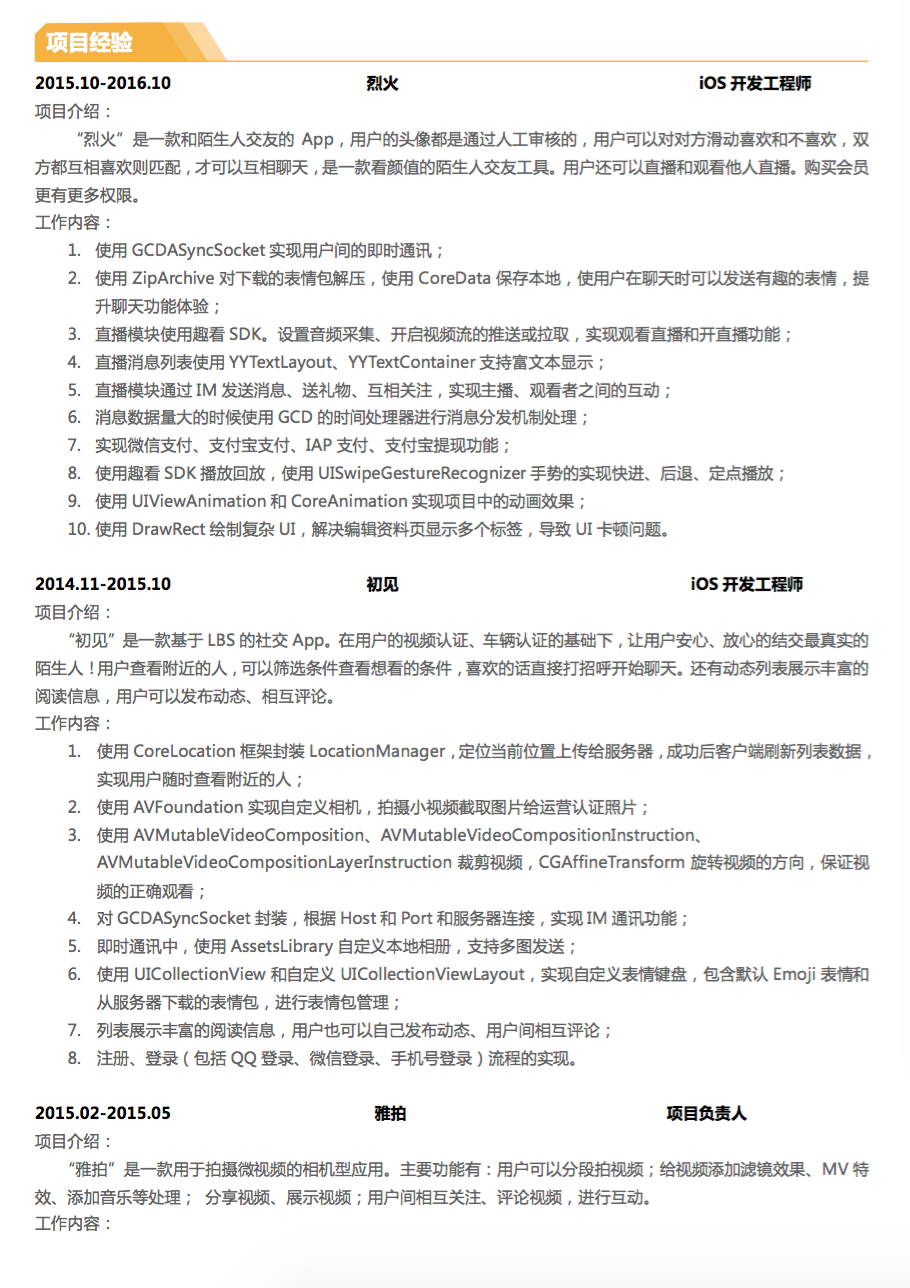 项目经验
2015.10-2016.10 烈火 iOS 开发工程师
项目介绍：
“烈火”是一款和陌生人交友的 App，用户的头像都是通过人工审核的，用户可以对对方滑动喜欢和不喜欢，双
方都互相喜欢则匹配，才可以互相聊天，是一款看颜值的陌生人交友工具。用户还可以直播和观看他人直播。购买会员
更有更多权限。
工作内容：
1. 使用 GCDASyncSocket 实现用户间的即时通讯；
2. 使用 ZipArchive 对下载的表情包解压，使用 CoreData 保存本地，使用户在聊天时可以发送有趣的表情，提
升聊天功能体验；
3. 直播模块使用趣看 SDK。设置音频采集、开启视频流的推送或拉取，实现观看直播和开直播功能；
4. 直播消息列表使用 YYTextLayout、YYTextContainer 支持富文本显示；
5. 直播模块通过 IM 发送消息、送礼物、互相关注，实现主播、观看者之间的互动；
6. 消息数据量大的时候使用 GCD 的时间处理器进行消息分发机制处理；
7. 实现微信支付、支付宝支付、IAP 支付、支付宝提现功能；
8. 使用趣看 SDK 播放回放，使用 UISwipeGestureRecognizer 手势的实现快进、后退、定点播放；
9. 使用 UIViewAnimation 和 CoreAnimation 实现项目中的动画效果；
10. 使用 DrawRect 绘制复杂 UI，解决编辑资料页显示多个标签，导致 UI 卡顿问题。
2014.11-2015.10 初见 iOS 开发工程师
项目介绍：
“初见”是一款基于 LBS 的社交 App。在用户的视频认证、车辆认证的基础下，让用户安心、放心的结交最真实的
陌生人！用户查看附近的人，可以筛选条件查看想看的条件，喜欢的话直接打招呼开始聊天。还有动态列表展示丰富的
阅读信息，用户可以发布动态、相互评论。
工作内容：
1. 使用 CoreLocation 框架封装 LocationManager，定位当前位置上传给服务器，成功后客户端刷新列表数据，
实现用户随时查看附近的人；
2. 使用 AVFoundation 实现自定义相机，拍摄小视频截取图片给运营认证照片；
3. 使用 AVMutableVideoComposition、AVMutableVideoCompositionInstruction、
AVMutableVideoCompositionLayerInstruction 裁剪视频，CGAffineTransform 旋转视频的方向，保证视
频的正确观看；
4. 对 GCDASyncSocket 封装，根据 Host 和 Port 和服务器连接，实现 IM 通讯功能；
5. 即时通讯中，使用 AssetsLibrary 自定义本地相册，支持多图发送；
6. 使用 UICollectionView 和自定义 UICollectionViewLayout，实现自定义表情键盘，包含默认 Emoji 表情和
从服务器下载的表情包，进行表情包管理；
7. 列表展示丰富的阅读信息，用户也可以自己发布动态、用户间相互评论；
8. 注册、登录（包括 QQ 登录、微信登录、手机号登录）流程的实现。
2015.02-2015.05 雅拍 项目负责人
项目介绍：
“雅拍”是一款用于拍摄微视频的相机型应用。主要功能有：用户可以分段拍视频；给视频添加滤镜效果、MV 特
效、添加音乐等处理； 分享视频、展示视频；用户间相互关注、评论视频，进行互动。
工作内容：